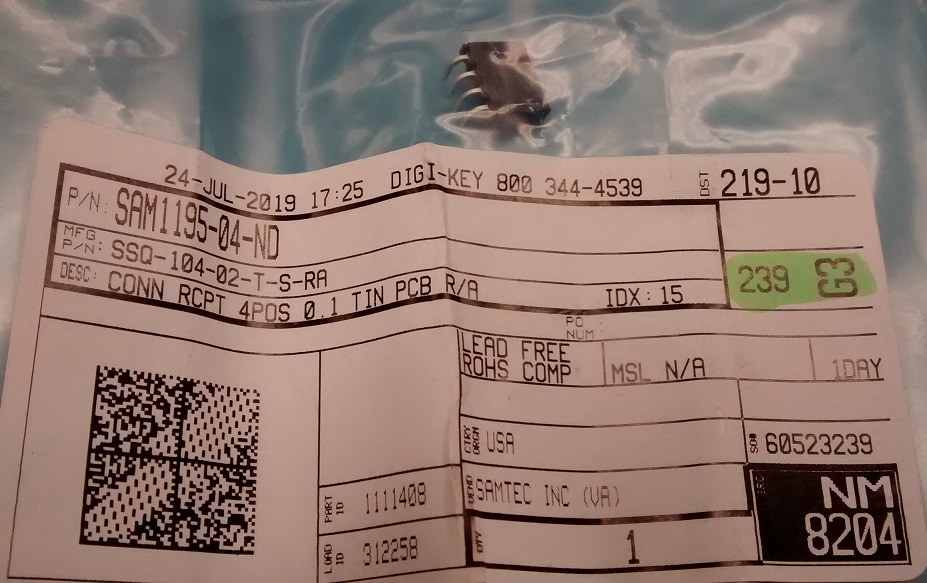 24-JUL-2019 17:25 DIGI-KEY 800 344-4539 DST 219-10
P/N: SAM1195-04-ND
MFG P/N: SSQ-104-02-T-S-RA
239 G3
DESC: CONN RCPT 4POS 0.1 TIN PCB R/A IDX: 15
PO NUM:
LEAD FREE
ROHS COMP MSL N/A 1DAY
CTRY ORGN USA SO# 60523239
PART ID 1111408 VEND SAMTEC INC (VA)
NM
8204
LOAD ID 312258 QTY 1